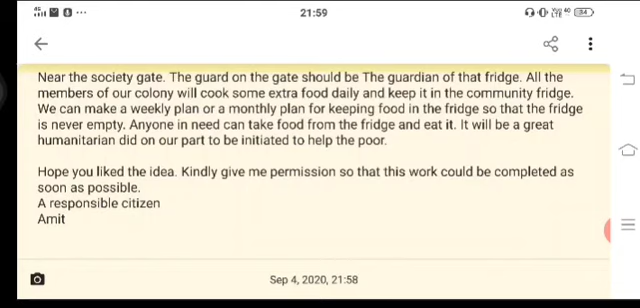 21:59
Near the society gate. The guard on the gate should be The guardian of that fridge. All the
members of our colony will cook some extra food daily and keep it in the community fridge.
We can make a weekly plan or a monthly plan for keeping food in the fridge so that the fridge
is never empty. Anyone in need can take food from the fridge and eat it. It will be a great
humanitarian did on our part to be initiated to help the poor.
Hope you liked the idea. Kindly give me permission so that this work could be completed as
soon as possible.
A responsible citizen
Amit
Sep 4, 2020, 21:58